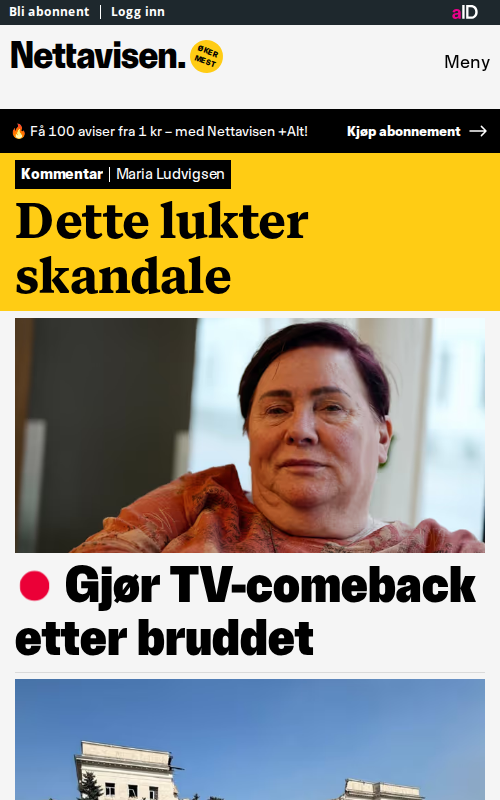 Bli abonnent | Logg inn
aID
Nettavisen.
ØKER
MEST
Meny
🔥 Få 100 aviser fra 1 kr – med Nettavisen +Alt!
Kjøp abonnement →
Kommentar | Maria Ludvigsen
Dette lukter
skandale
Gjør TV-comeback
etter bruddet